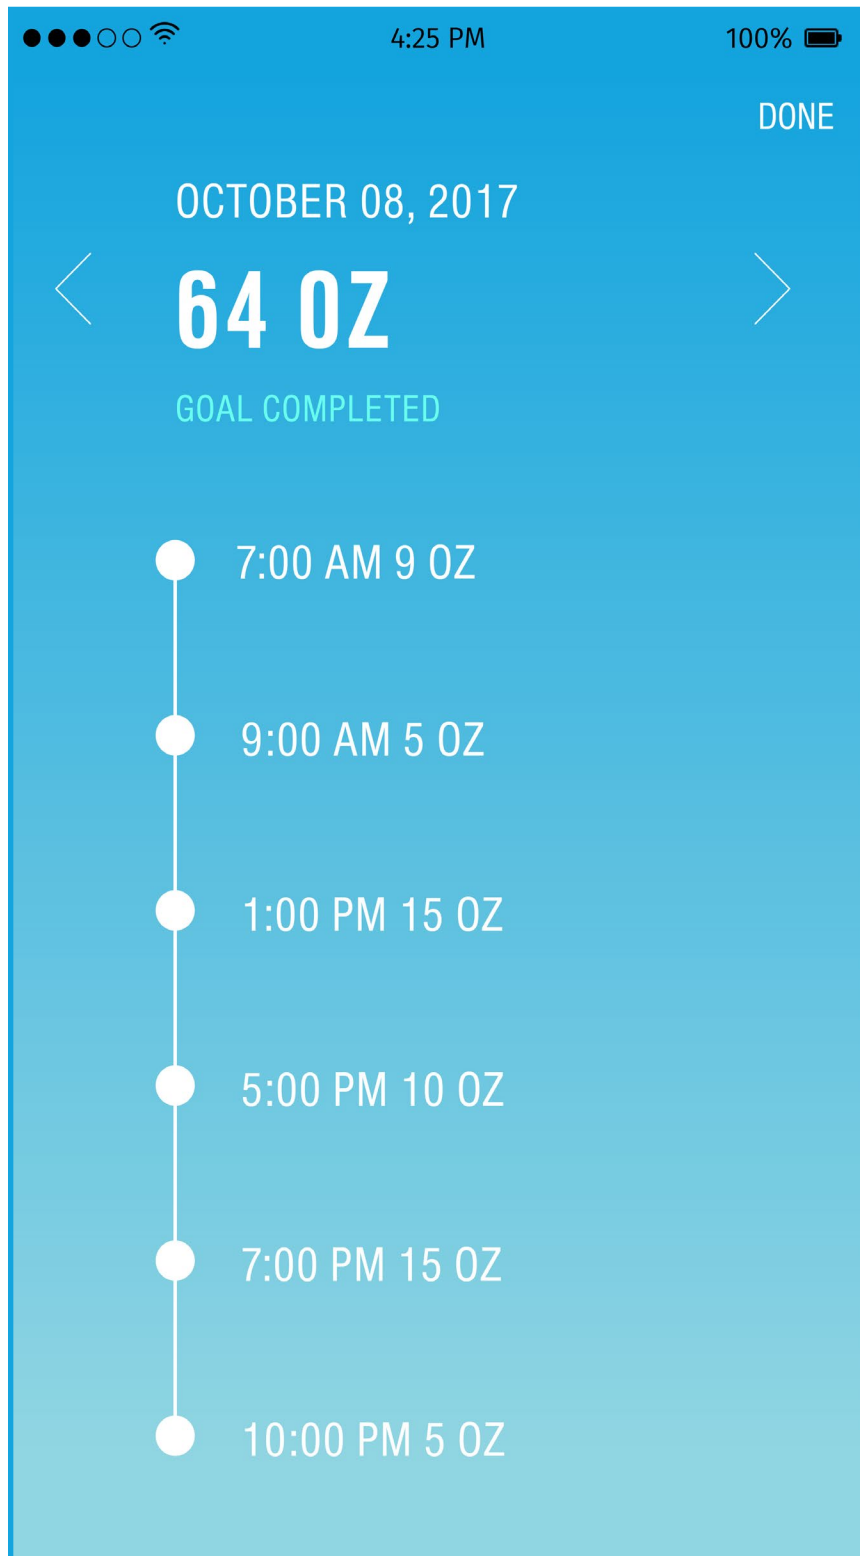 4:25 PM 100%
DONE
OCTOBER 08, 2017
64 OZ
GOAL COMPLETED
7:00 AM 9 OZ
9:00 AM 5 OZ
1:00 PM 15 OZ
5:00 PM 10 OZ
7:00 PM 15 OZ
10:00 PM 5 OZ